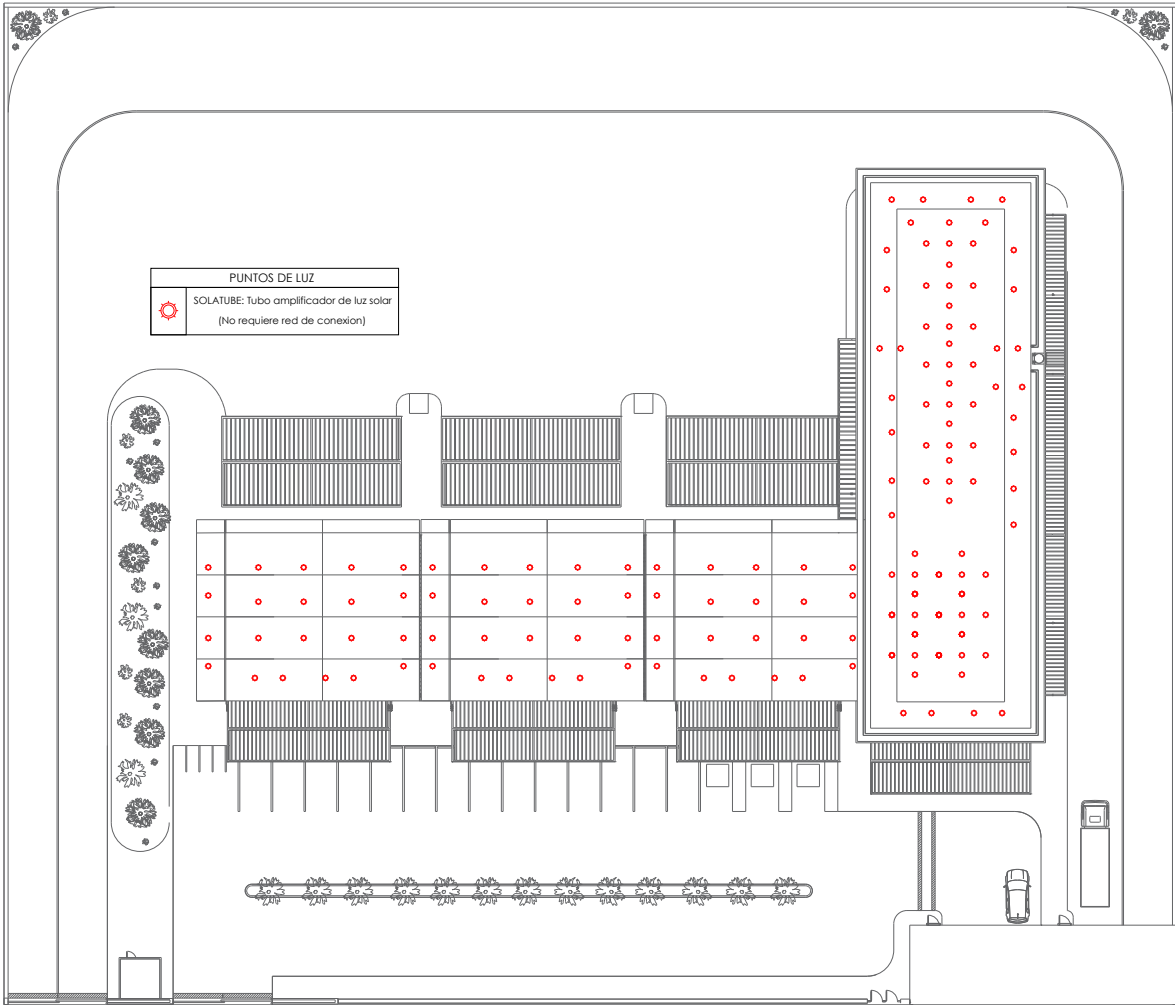 PUNTOS DE LUZ
SOLATUBE: Tubo amplificador de luz solar
(No requiere red de conexion)